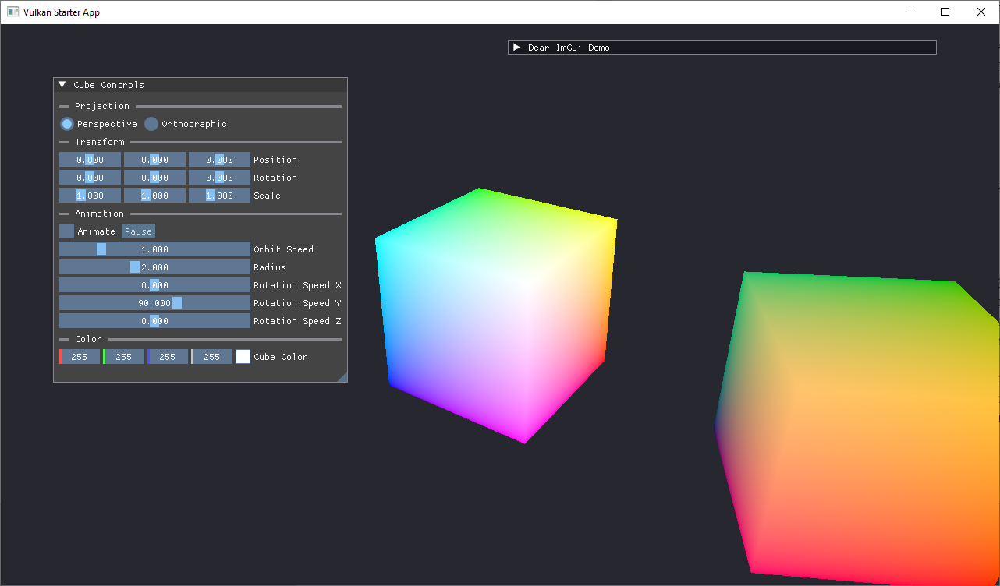 Vulkan Starter App
Dear ImGui Demo
Cube Controls
Projection
Perspective Orthographic
Transform
0.000 0.000 0.000 Position
0.000 0.000 0.000 Rotation
1.000 1.000 1.000 Scale
Animation
Animate Pause
1.000 Orbit Speed
2.000 Radius
0.000 Rotation Speed X
90.000 Rotation Speed Y
0.000 Rotation Speed Z
Color
255 255 255 255 Cube Color